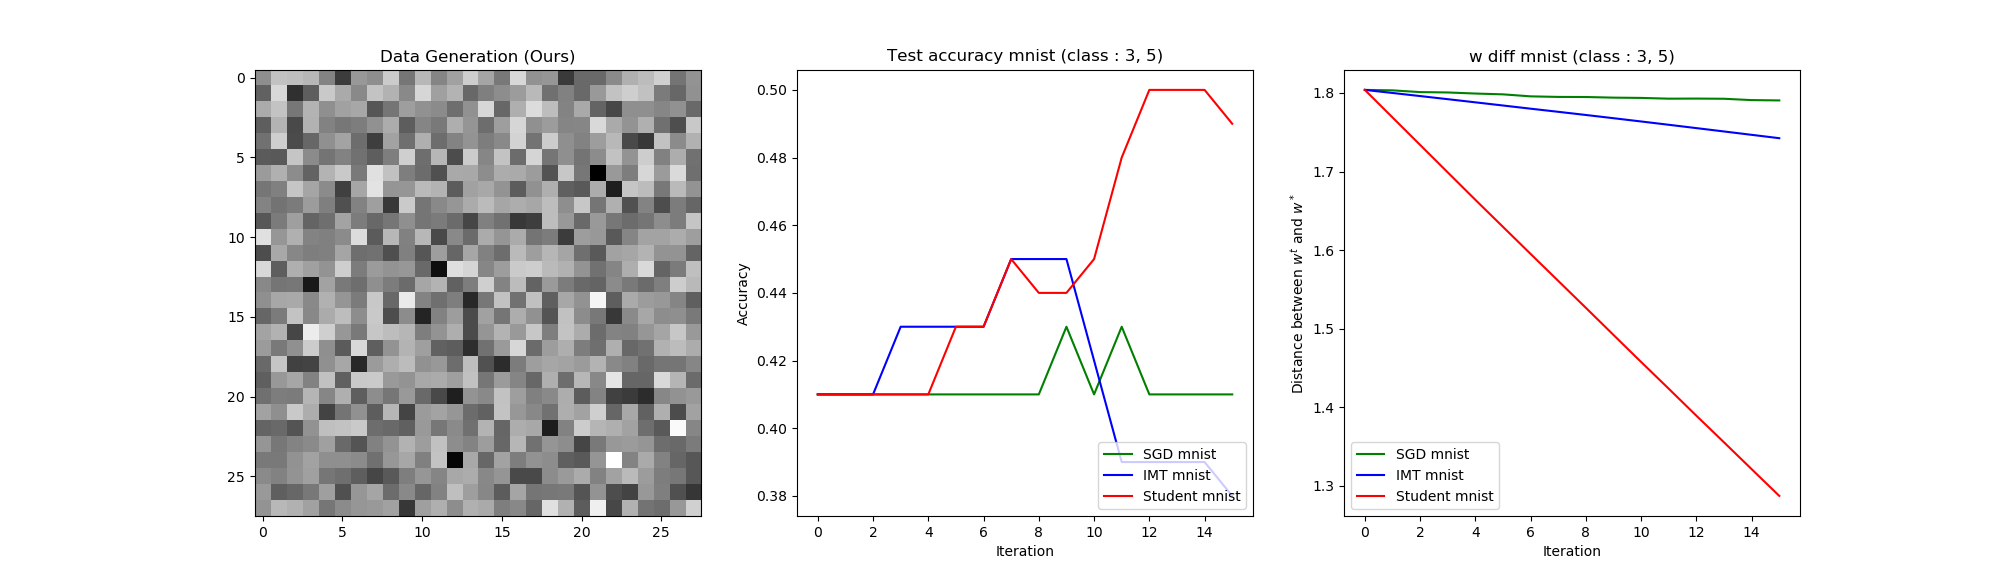 Data Generation (Ours)
0
5
10
15
20
25
0 5 10 15 20 25
Test accuracy mnist (class : 3, 5)
Accuracy
0.50
0.48
0.46
0.44
0.42
0.40
0.38
SGD mnist
IMT mnist
Student mnist
0 2 4 6 8 10 12 14
Iteration
w diff mnist (class : 3, 5)
Distance between w^t and w^*
1.8
1.7
1.6
1.5
1.4
1.3
SGD mnist
IMT mnist
Student mnist
0 2 4 6 8 10 12 14
Iteration